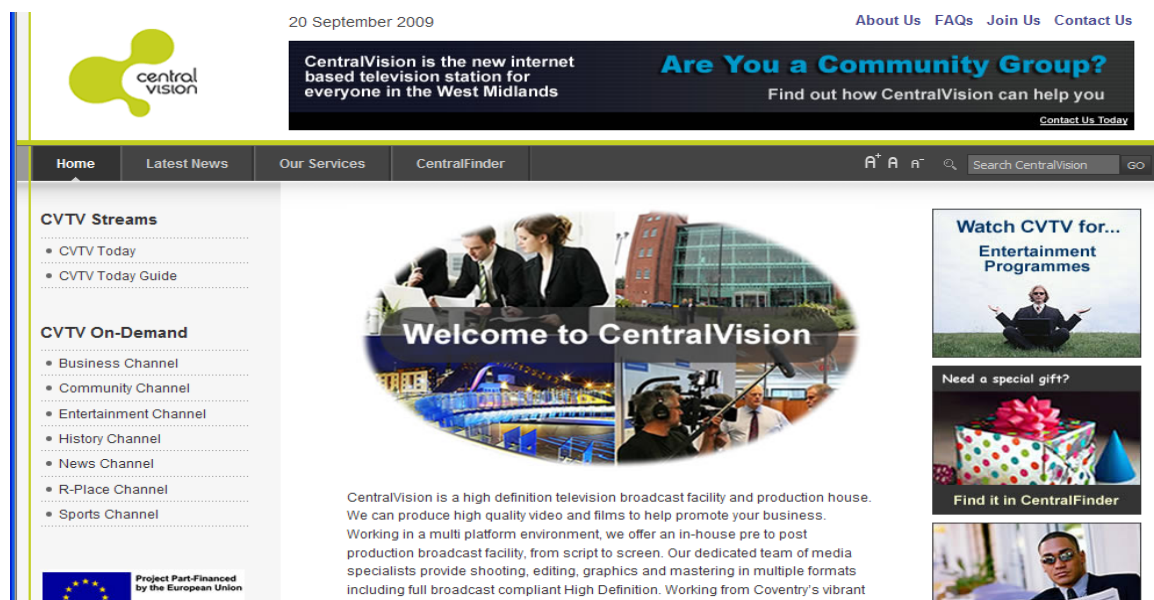 central
vision
20 September 2009
About Us FAQs Join Us Contact Us
CentralVision is the new internet
based television station for
everyone in the West Midlands
Are You a Community Group?
Find out how CentralVision can help you
Contact Us Today
Home Latest News Our Services CentralFinder
A+ A A- Search CentralVision GO
CVTV Streams
CVTV Today
CVTV Today Guide
CVTV On-Demand
Business Channel
Community Channel
Entertainment Channel
History Channel
News Channel
R-Place Channel
Sports Channel
Project Part-Financed
by the European Union
Welcome to CentralVision
CentralVision is a high definition television broadcast facility and production house.
We can produce high quality video and films to help promote your business.
Working in a multi platform environment, we offer an in-house pre to post
production broadcast facility, from script to screen. Our dedicated team of media
specialists provide shooting, editing, graphics and mastering in multiple formats
including full broadcast compliant High Definition. Working from Coventry's vibrant
Watch CVTV for...
Entertainment
Programmes
Need a special gift?
Find it in CentralFinder